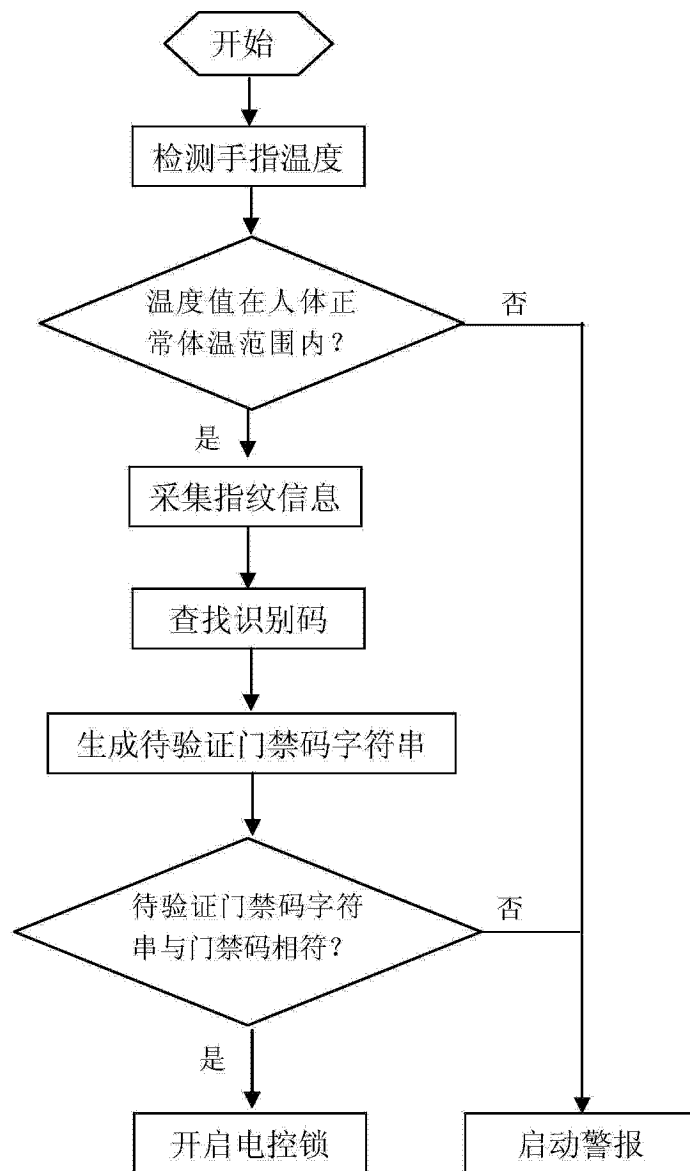 开始
检测手指温度
温度值在人体正
常体温范围内？
否
是
采集指纹信息
查找识别码
生成待验证门禁码字符串
待验证门禁码字符
串与门禁码相符？
否
是
开启电控锁
启动警报